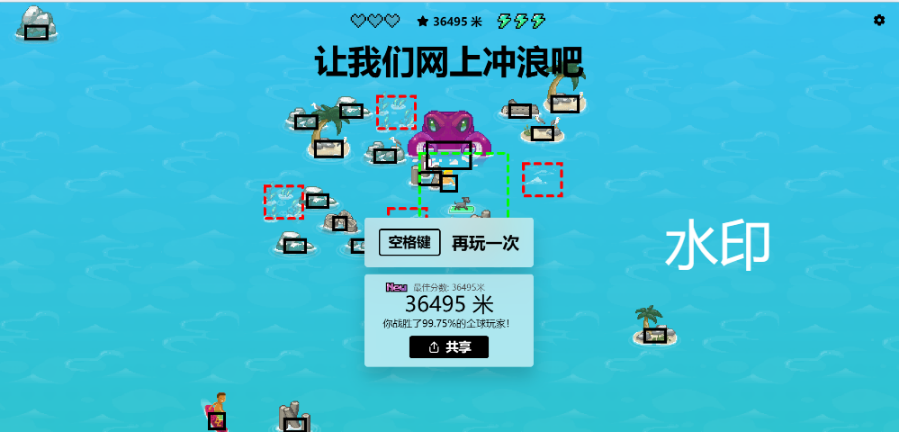 36495 米
让我们网上冲浪吧
空格键 再玩一次
New 最佳分数: 36495米
36495 米
你战胜了99.75%的全球玩家!
共享
水印